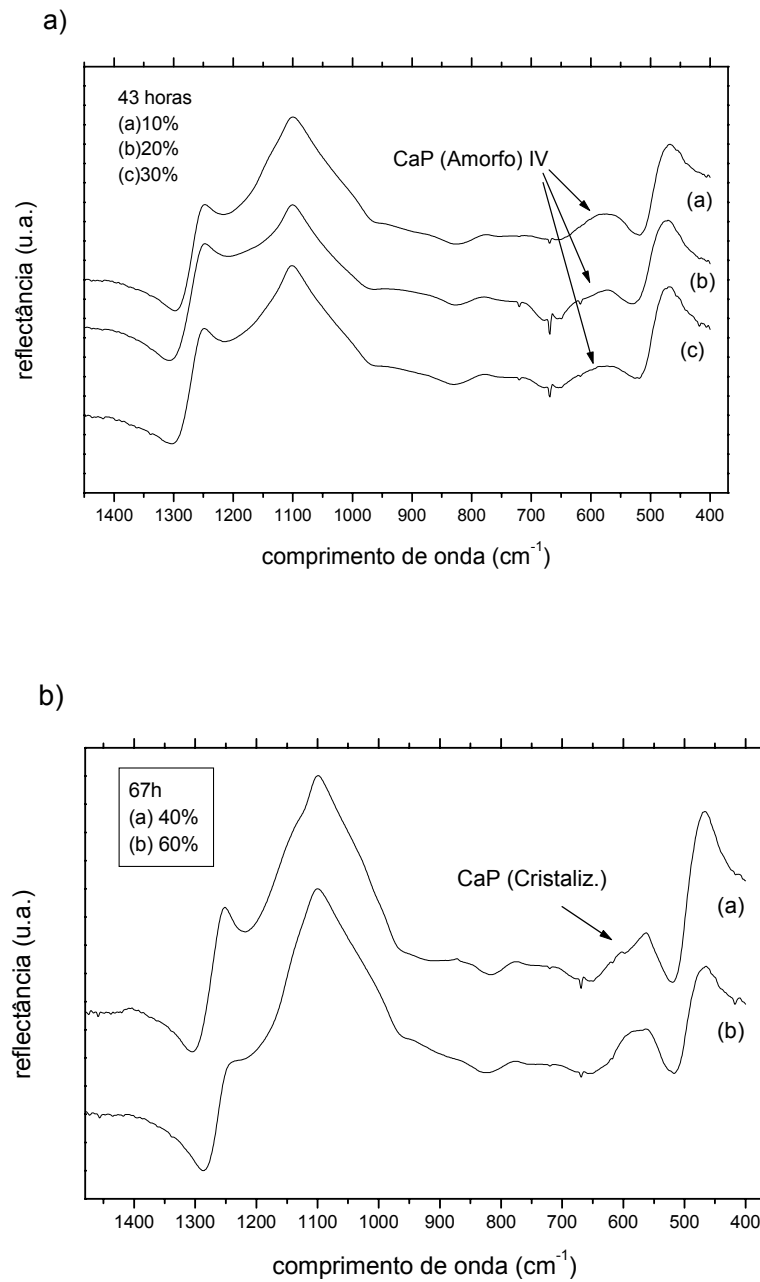 a)
43 horas
(a)10%
(b)20%
(c)30%
CaP (Amorfo) IV
(a)
(b)
(c)
reflectância (u.a.)
1400 1300 1200 1100 1000 900 800 700 600 500 400
comprimento de onda (cm⁻¹)
b)
67h
(a) 40%
(b) 60%
CaP (Cristaliz.)
(a)
(b)
reflectância (u.a.)
1400 1300 1200 1100 1000 900 800 700 600 500 400
comprimento de onda (cm⁻¹)